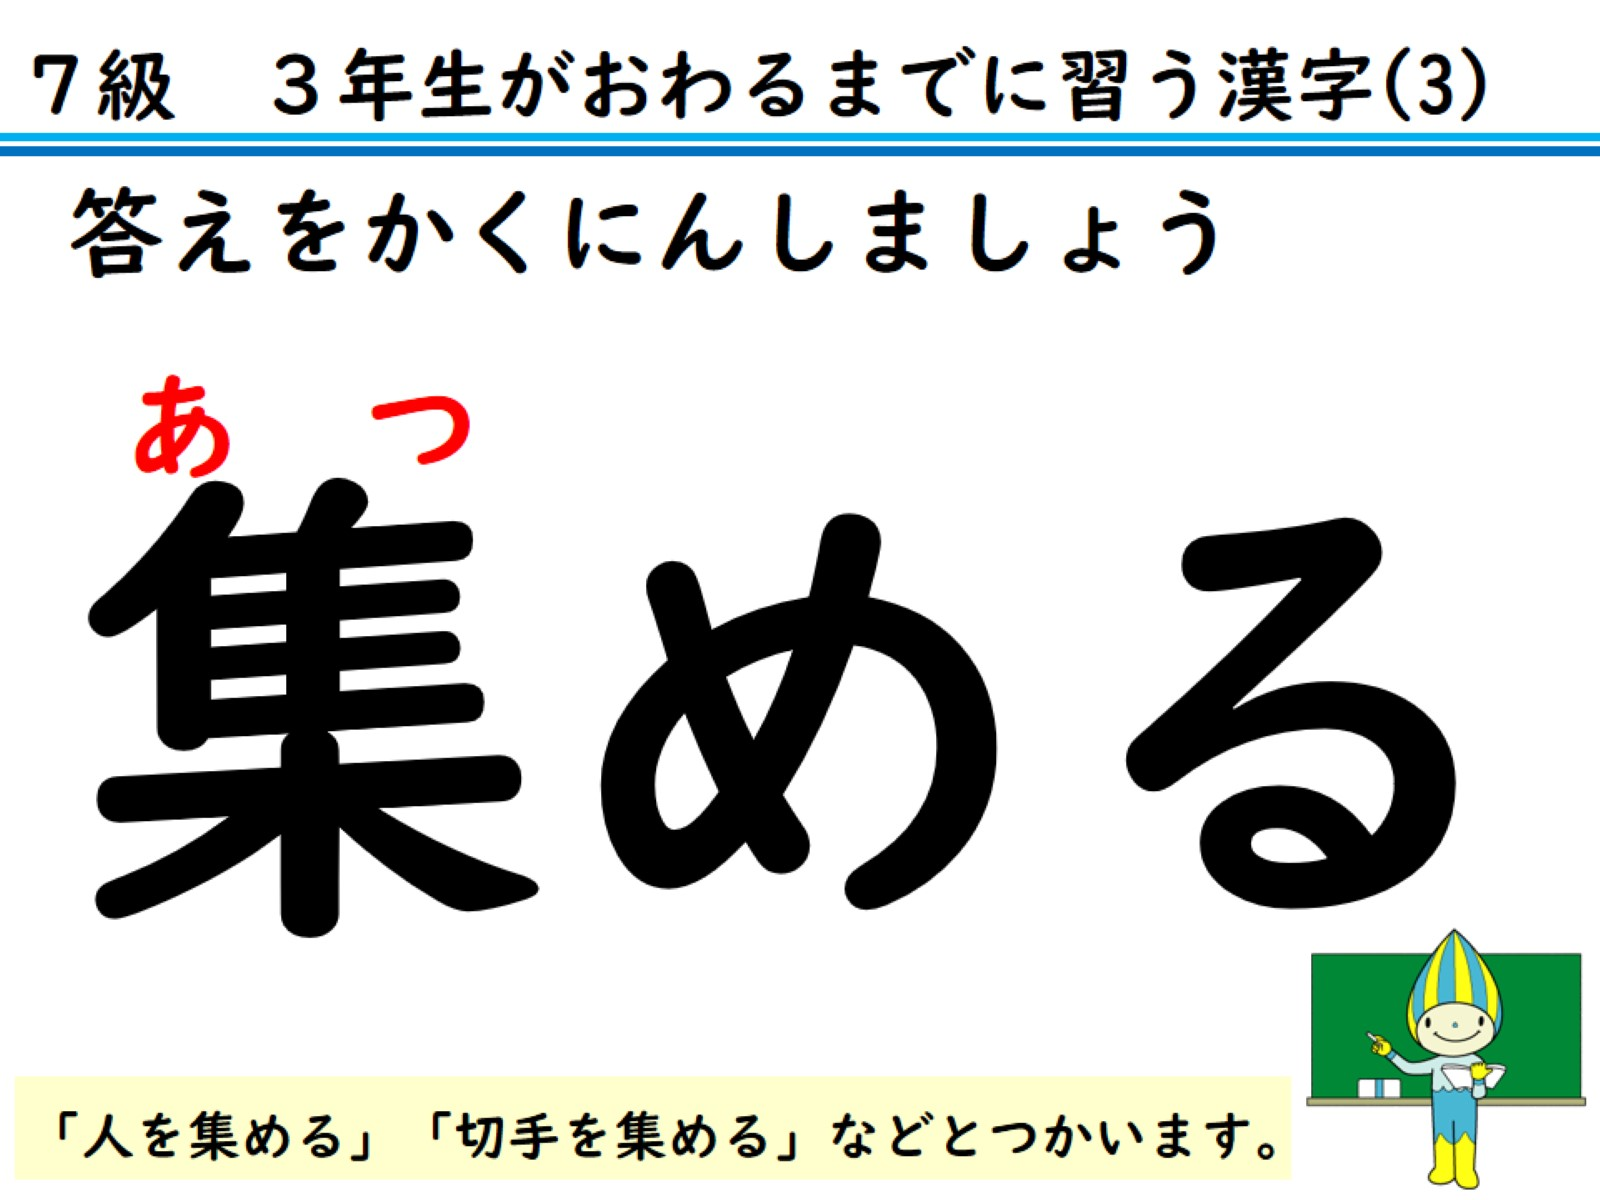 ７級　３年生がおわるまでに習う漢字(3)
答えをかくにんしましょう
あつ
集める
「人を集める」「切手を集める」などとつかいます。